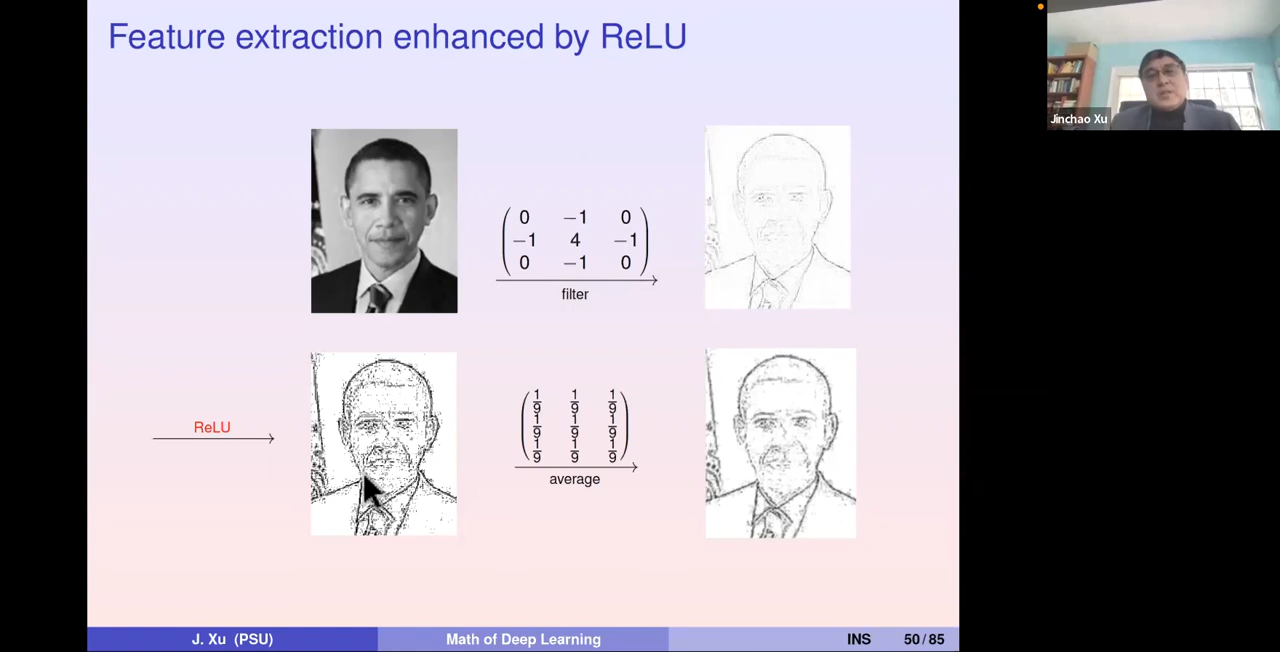 Feature extraction enhanced by ReLU
Jinchao Xu
0 −1 0
−1 4 −1
0 −1 0
filter
ReLU
1/9 1/9 1/9
1/9 1/9 1/9
1/9 1/9 1/9
average
J. Xu (PSU) Math of Deep Learning INS 50 / 85